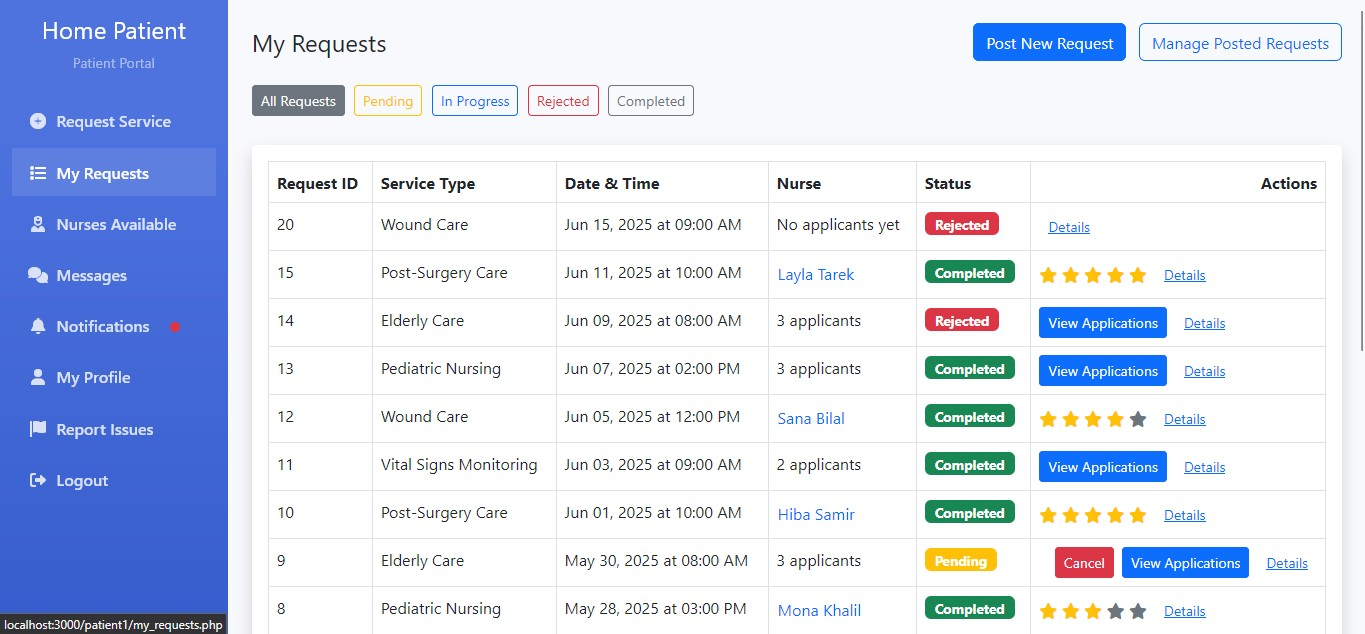 Home Patient
Patient Portal
Request Service
My Requests
Nurses Available
Messages
Notifications
My Profile
Report Issues
Logout
localhost:3000/patient1/my_requests.php
My Requests
Post New Request Manage Posted Requests
All Requests Pending In Progress Rejected Completed
Request ID Service Type Date & Time Nurse Status Actions
20 Wound Care Jun 15, 2025 at 09:00 AM No applicants yet Rejected Details
15 Post-Surgery Care Jun 11, 2025 at 10:00 AM Layla Tarek Completed Details
14 Elderly Care Jun 09, 2025 at 08:00 AM 3 applicants Rejected View Applications Details
13 Pediatric Nursing Jun 07, 2025 at 02:00 PM 3 applicants Completed View Applications Details
12 Wound Care Jun 05, 2025 at 12:00 PM Sana Bilal Completed Details
11 Vital Signs Monitoring Jun 03, 2025 at 09:00 AM 2 applicants Completed View Applications Details
10 Post-Surgery Care Jun 01, 2025 at 10:00 AM Hiba Samir Completed Details
9 Elderly Care May 30, 2025 at 08:00 AM 3 applicants Pending Cancel View Applications Details
8 Pediatric Nursing May 28, 2025 at 03:00 PM Mona Khalil Completed Details